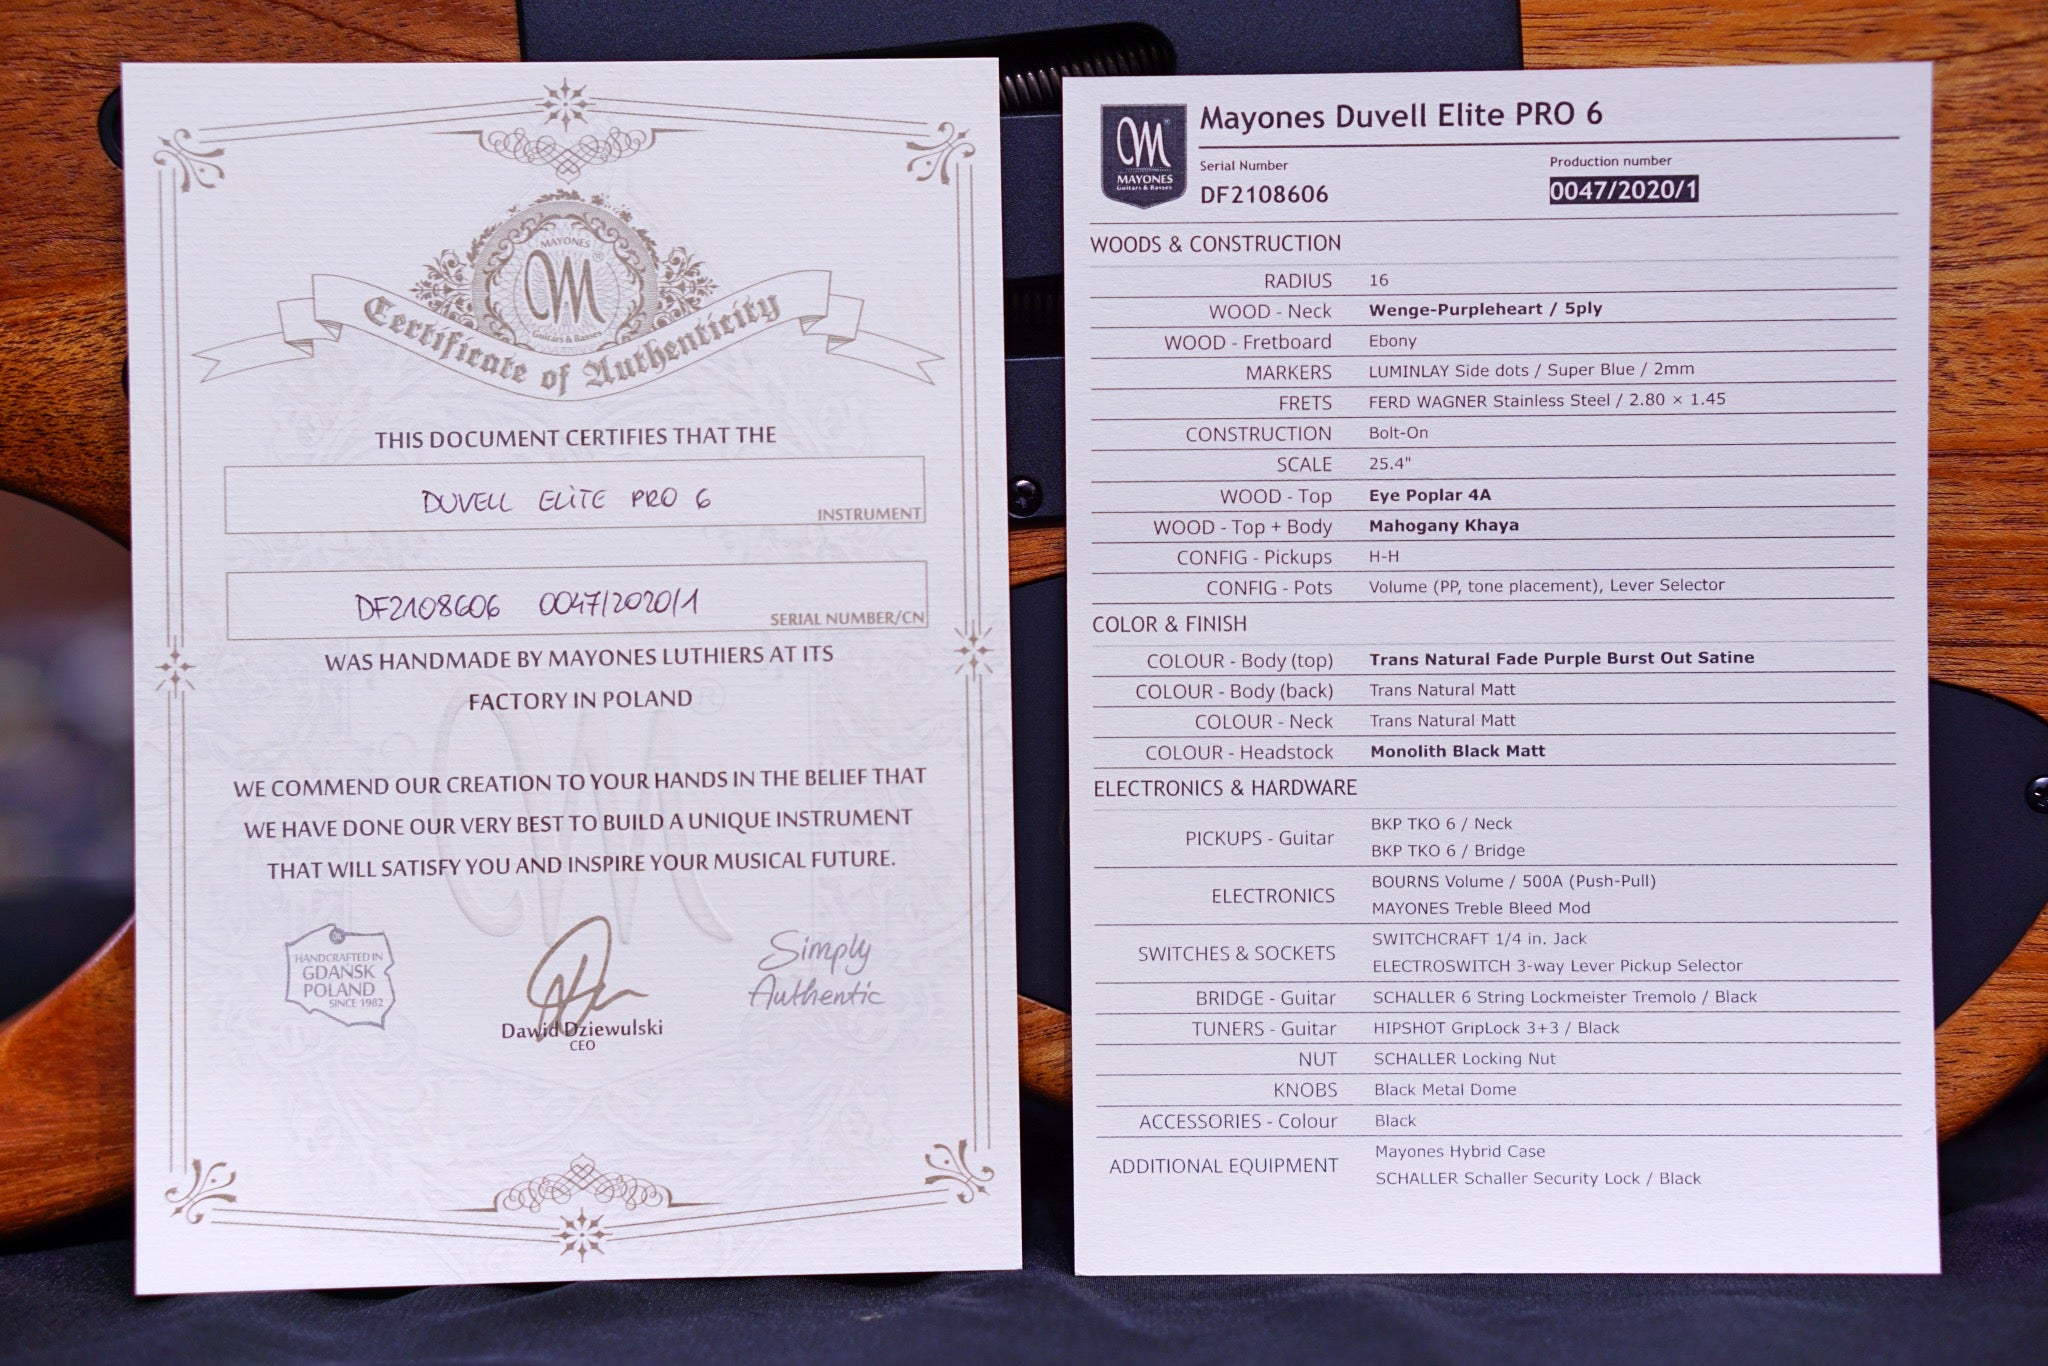 MAYONES
M®
Guitars & Basses
Certificate of Authenticity
THIS DOCUMENT CERTIFIES THAT THE
DUVELL ELITE PRO 6
INSTRUMENT
DF2108606 0047/2020/1
SERIAL NUMBER/CN
WAS HANDMADE BY MAYONES LUTHIERS AT ITS
FACTORY IN POLAND
WE COMMEND OUR CREATION TO YOUR HANDS IN THE BELIEF THAT
WE HAVE DONE OUR VERY BEST TO BUILD A UNIQUE INSTRUMENT
THAT WILL SATISFY YOU AND INSPIRE YOUR MUSICAL FUTURE.
HANDCRAFTED IN
GDAŃSK
POLAND
SINCE 1982
Dawid Dziewulski
CEO
Simply
Authentic
M®
MAYONES
Guitars & Basses
Mayones Duvell Elite PRO 6
Serial Number Production number
DF2108606 0047/2020/1
WOODS & CONSTRUCTION
RADIUS 16
WOOD - Neck Wenge-Purpleheart / 5ply
WOOD - Fretboard Ebony
MARKERS LUMINLAY Side dots / Super Blue / 2mm
FRETS FERD WAGNER Stainless Steel / 2.80 × 1.45
CONSTRUCTION Bolt-On
SCALE 25.4"
WOOD - Top Eye Poplar 4A
WOOD - Top + Body Mahogany Khaya
CONFIG - Pickups H-H
CONFIG - Pots Volume (PP, tone placement), Lever Selector
COLOR & FINISH
COLOUR - Body (top) Trans Natural Fade Purple Burst Out Satine
COLOUR - Body (back) Trans Natural Matt
COLOUR - Neck Trans Natural Matt
COLOUR - Headstock Monolith Black Matt
ELECTRONICS & HARDWARE
PICKUPS - Guitar BKP TKO 6 / Neck
BKP TKO 6 / Bridge
ELECTRONICS BOURNS Volume / 500A (Push-Pull)
MAYONES Treble Bleed Mod
SWITCHES & SOCKETS SWITCHCRAFT 1/4 in. Jack
ELECTROSWITCH 3-way Lever Pickup Selector
BRIDGE - Guitar SCHALLER 6 String Lockmeister Tremolo / Black
TUNERS - Guitar HIPSHOT GripLock 3+3 / Black
NUT SCHALLER Locking Nut
KNOBS Black Metal Dome
ACCESSORIES - Colour Black
ADDITIONAL EQUIPMENT Mayones Hybrid Case
SCHALLER Schaller Security Lock / Black